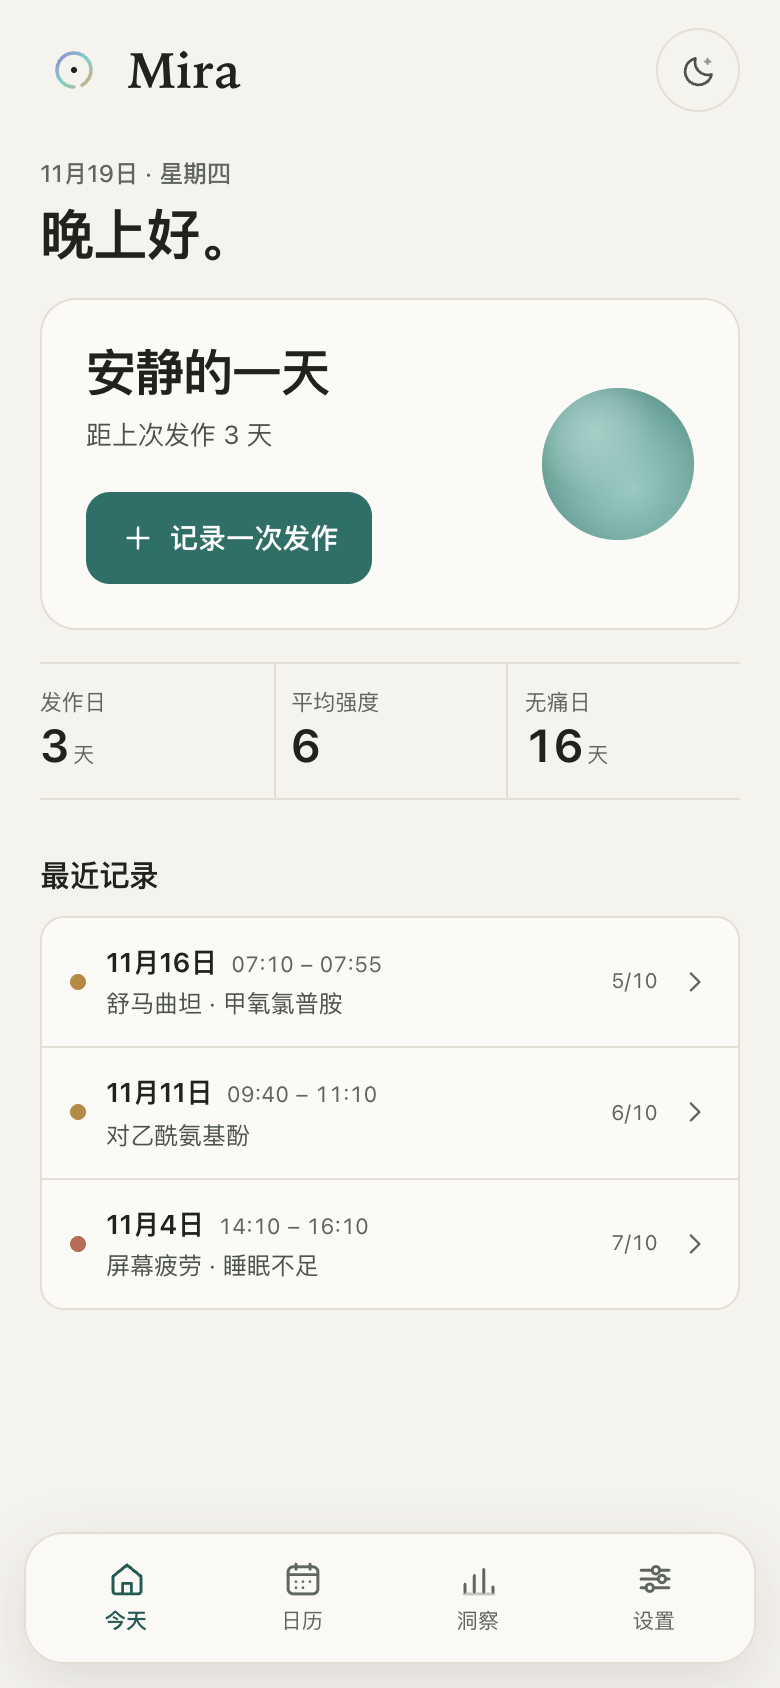 Mira
11月19日 · 星期四
晚上好。
安静的一天
距上次发作 3 天
记录一次发作
发作日
3 天
平均强度
6
无痛日
16 天
最近记录
11月16日 07:10 – 07:55
舒马曲坦 · 甲氧氯普胺
5/10
11月11日 09:40 – 11:10
对乙酰氨基酚
6/10
11月4日 14:10 – 16:10
屏幕疲劳 · 睡眠不足
7/10
今天
日历
洞察
设置